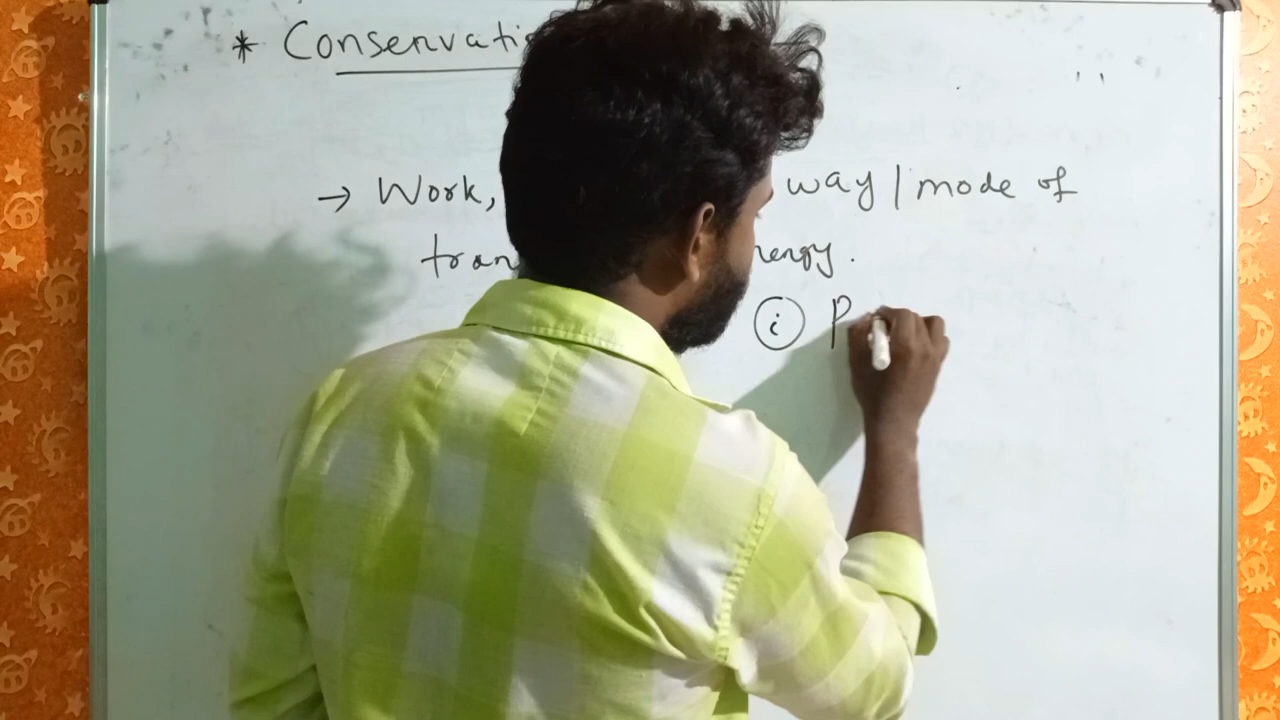 * Conservati
→ Work, way/mode of
tran nergy.
(i) P